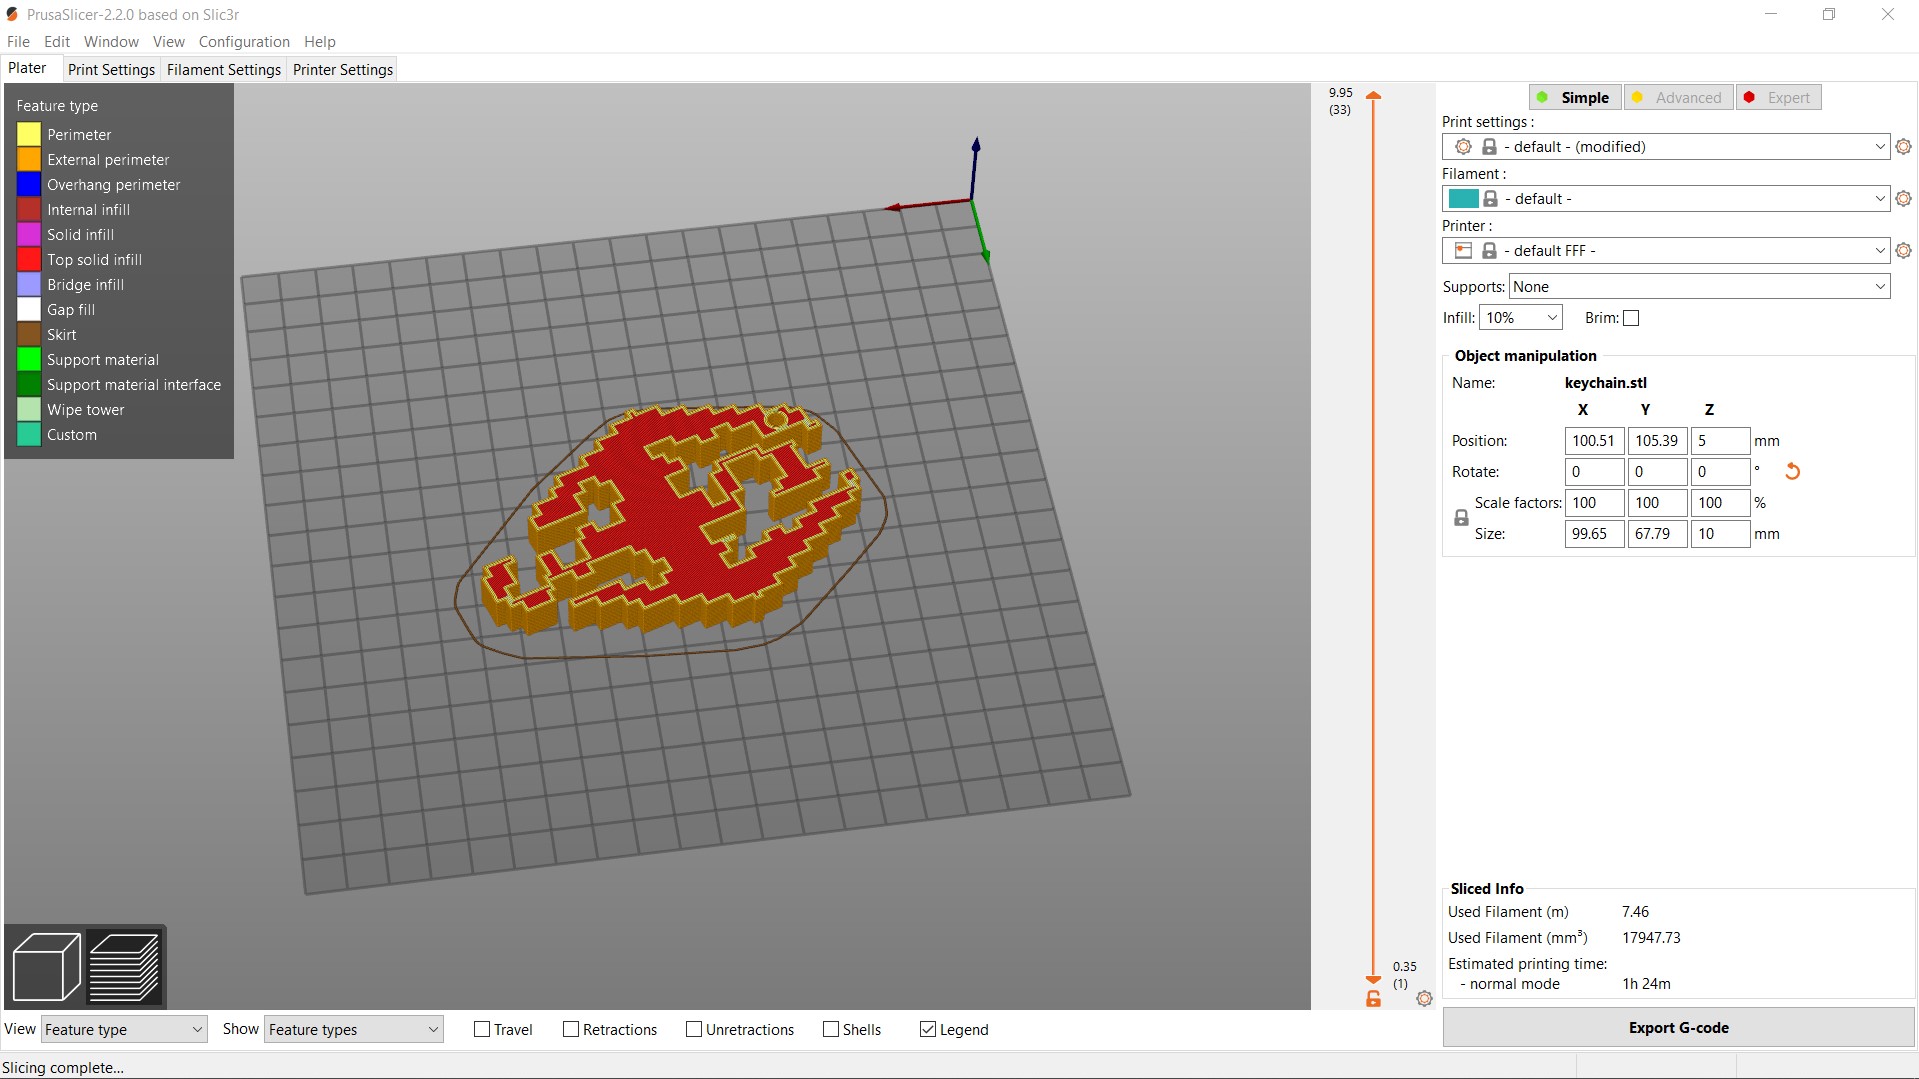 PrusaSlicer-2.2.0 based on Slic3r
File Edit Window View Configuration Help
Plater Print Settings Filament Settings Printer Settings
Feature type
Perimeter
External perimeter
Overhang perimeter
Internal infill
Solid infill
Top solid infill
Bridge infill
Gap fill
Skirt
Support material
Support material interface
Wipe tower
Custom
9.95
(33)
0.35
(1)
Simple Advanced Expert
Print settings :
- default - (modified)
Filament :
- default -
Printer :
- default FFF -
Supports: None
Infill: 10% Brim:
Object manipulation
Name: keychain.stl
X Y Z
Position: 100.51 105.39 5 mm
Rotate: 0 0 0 °
Scale factors: 100 100 100 %
Size: 99.65 67.79 10 mm
Sliced Info
Used Filament (m) 7.46
Used Filament (mm³) 17947.73
Estimated printing time:
- normal mode 1h 24m
Export G-code
View Feature type Show Feature types Travel Retractions Unretractions Shells Legend
Slicing complete...